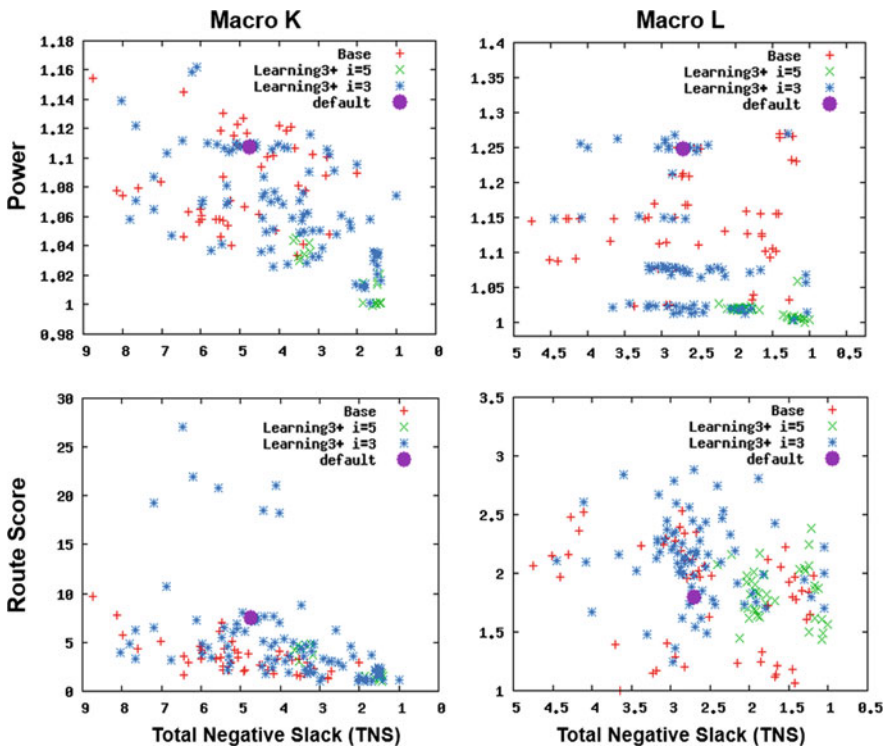 Macro K
Macro L
Power
1.18
1.16
1.14
1.12
1.1
1.08
1.06
1.04
1.02
1
0.98
Base
Learning3+ i=5
Learning3+ i=3
default
9 8 7 6 5 4 3 2 1 0
1.4
1.35
1.3
1.25
1.2
1.15
1.1
1.05
1
Base
Learning3+ i=5
Learning3+ i=3
default
5 4.5 4 3.5 3 2.5 2 1.5 1 0.5
Route Score
30
25
20
15
10
5
0
Base
Learning3+ i=5
Learning3+ i=3
default
9 8 7 6 5 4 3 2 1 0
Total Negative Slack (TNS)
3.5
3
2.5
2
1.5
1
Base
Learning3+ i=5
Learning3+ i=3
default
5 4.5 4 3.5 3 2.5 2 1.5 1 0.5
Total Negative Slack (TNS)